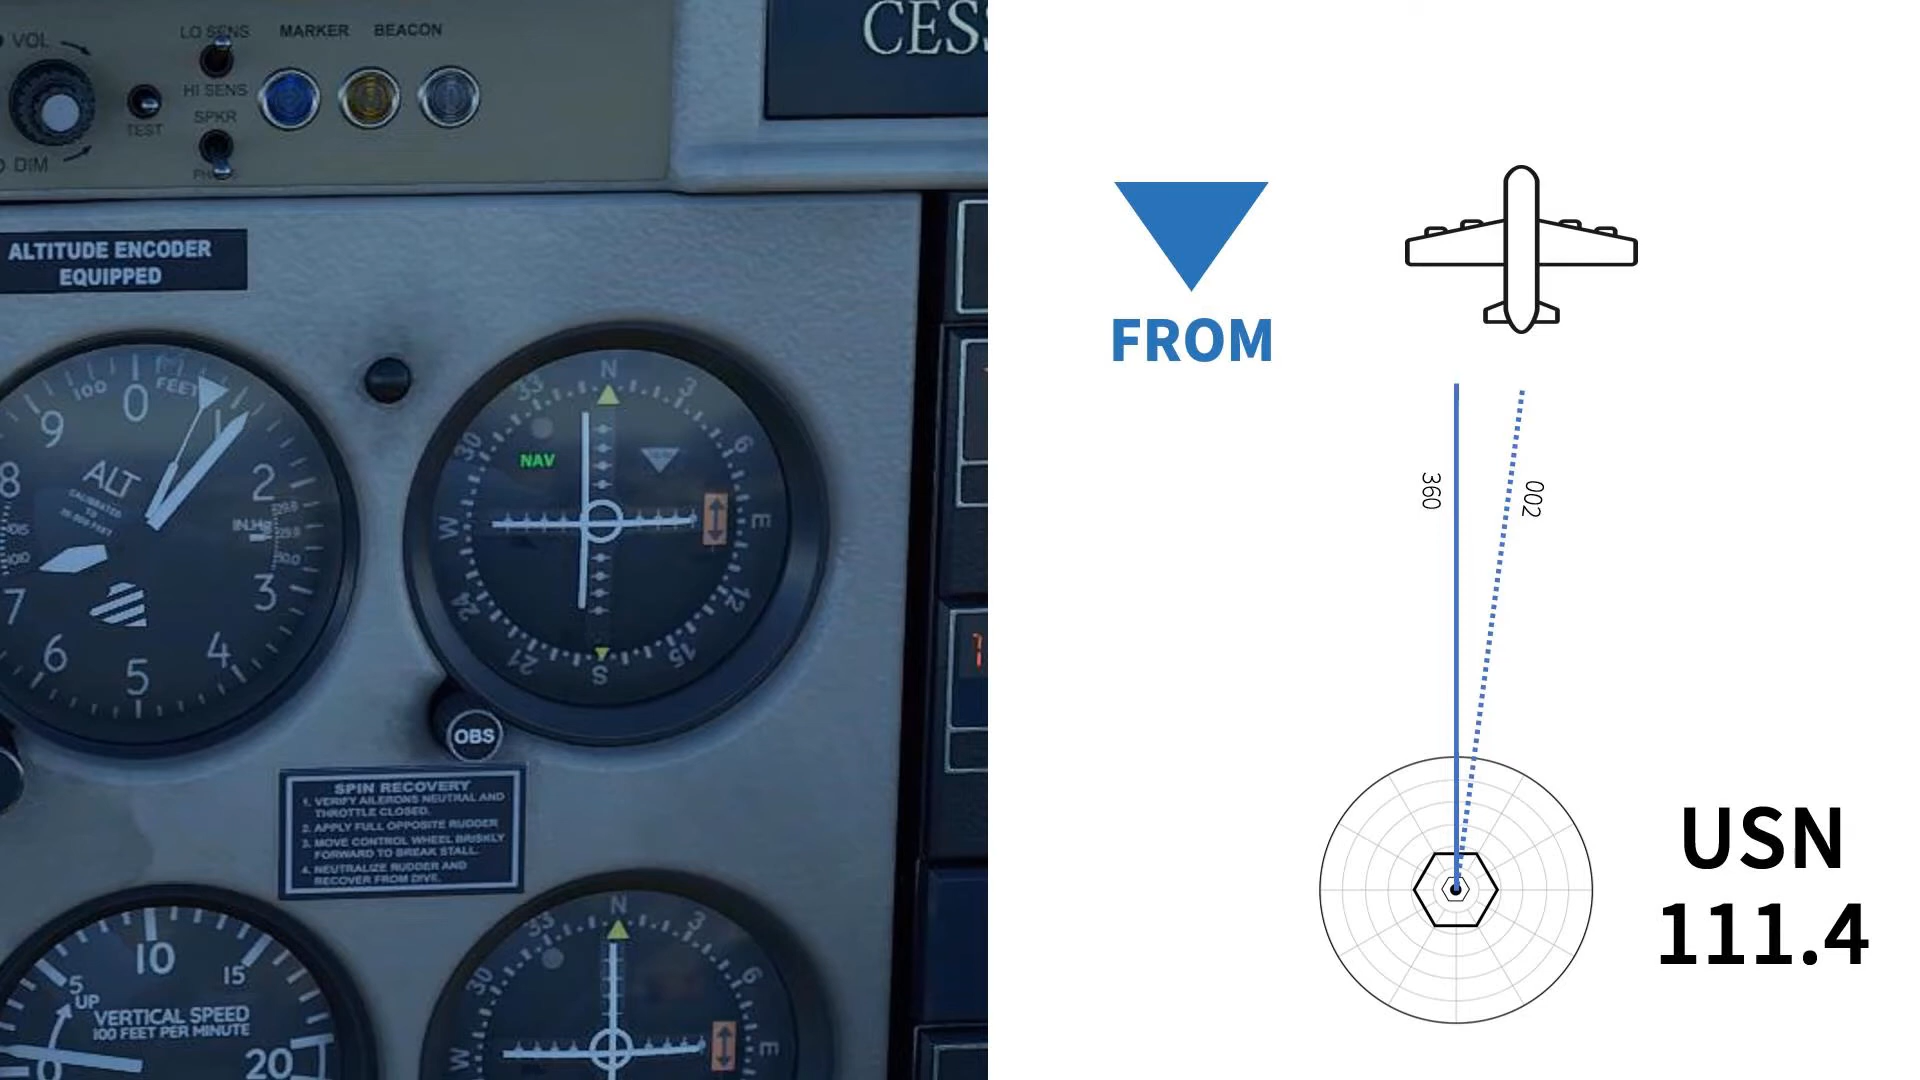 VOL
LO SENS
MARKER BEACON
HI SENS
TEST
SPKR
DIM
CES
ALTITUDE ENCODER
EQUIPPED
100
FEET
0
1
2
3
4
5
6
7
8
9
ALT
CALIBRATED
TO
20,000 FEET
IN.Hg
N
33
3
30
6
NAV
W
E
24
12
21
15
S
OBS
SPIN RECOVERY
1. VERIFY AILERONS NEUTRAL AND
THROTTLE CLOSED.
2. APPLY FULL OPPOSITE RUDDER
3. MOVE CONTROL WHEEL BRISKLY
FORWARD TO BREAK STALL.
4. NEUTRALIZE RUDDER AND
RECOVER FROM DIVE.
10
5
15
UP
VERTICAL SPEED
100 FEET PER MINUTE
0
20
N
33
3
30
6
W
E
FROM
360
002
USN
111.4